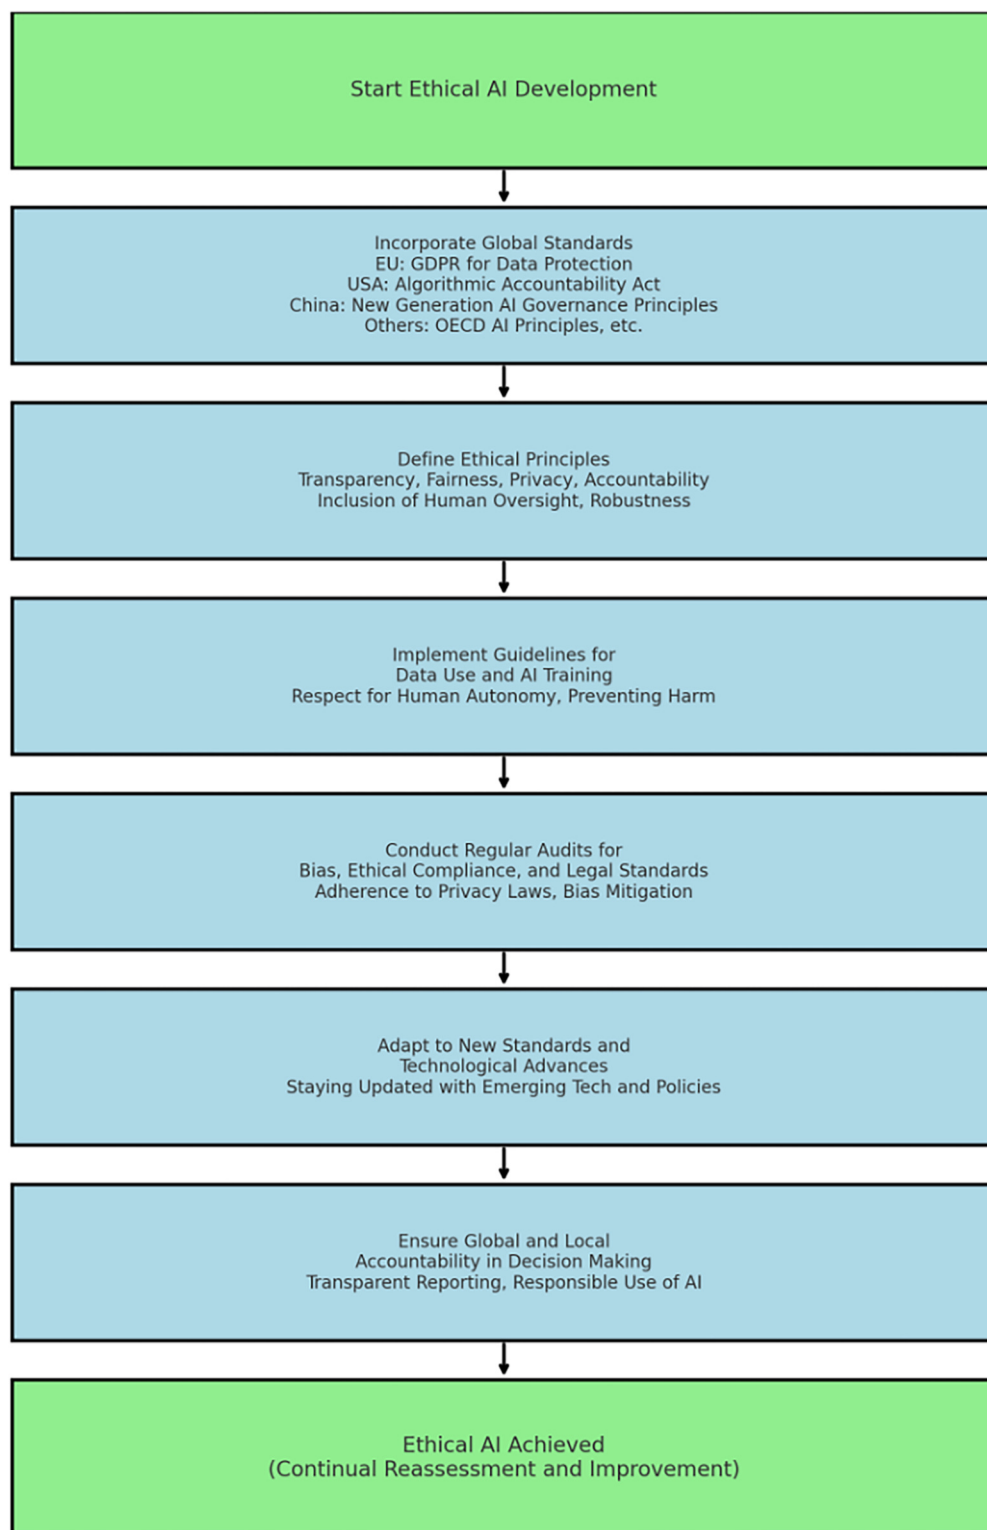 Start Ethical AI Development
Incorporate Global Standards
EU: GDPR for Data Protection
USA: Algorithmic Accountability Act
China: New Generation AI Governance Principles
Others: OECD AI Principles, etc.
Define Ethical Principles
Transparency, Fairness, Privacy, Accountability
Inclusion of Human Oversight, Robustness
Implement Guidelines for
Data Use and AI Training
Respect for Human Autonomy, Preventing Harm
Conduct Regular Audits for
Bias, Ethical Compliance, and Legal Standards
Adherence to Privacy Laws, Bias Mitigation
Adapt to New Standards and
Technological Advances
Staying Updated with Emerging Tech and Policies
Ensure Global and Local
Accountability in Decision Making
Transparent Reporting, Responsible Use of AI
Ethical AI Achieved
(Continual Reassessment and Improvement)